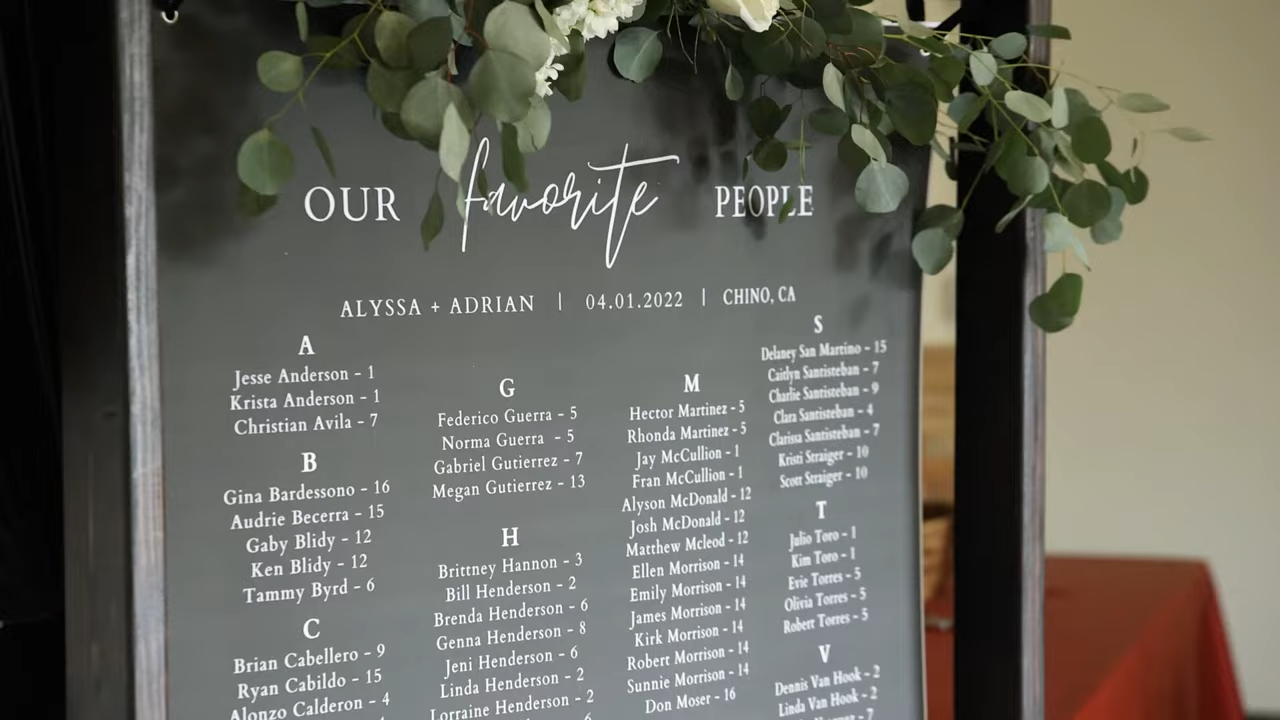 OUR favorite PEOPLE
ALYSSA + ADRIAN | 04.01.2022 | CHINO, CA
A
Jesse Anderson - 1
Krista Anderson - 1
Christian Avila - 7
B
Gina Bardessono - 16
Audrie Becerra - 15
Gaby Blidy - 12
Ken Blidy - 12
Tammy Byrd - 6
C
Brian Cabellero - 9
Ryan Cabildo - 15
Alonzo Calderon - 4
G
Federico Guerra - 5
Norma Guerra - 5
Gabriel Gutierrez - 7
Megan Gutierrez - 13
H
Brittney Hannon - 3
Bill Henderson - 2
Brenda Henderson - 6
Genna Henderson - 8
Jeni Henderson - 6
Linda Henderson - 2
Lorraine Henderson - 2
M
Hector Martinez - 5
Rhonda Martinez - 5
Jay McCullion - 1
Fran McCullion - 1
Alyson McDonald - 12
Josh McDonald - 12
Matthew Mcleod - 12
Ellen Morrison - 14
Emily Morrison - 14
James Morrison - 14
Kirk Morrison - 14
Robert Morrison - 14
Sunnie Morrison - 14
Don Moser - 16
S
Delaney San Martino - 15
Caitlyn Santisteban - 7
Charlie Santisteban - 9
Clara Santisteban - 4
Clarissa Santisteban - 7
Kristi Straiger - 10
Scott Straiger - 10
T
Julio Toro - 1
Kim Toro - 1
Evie Torres - 5
Olivia Torres - 5
Robert Torres - 5
V
Dennis Van Hook - 2
Linda Van Hook - 2